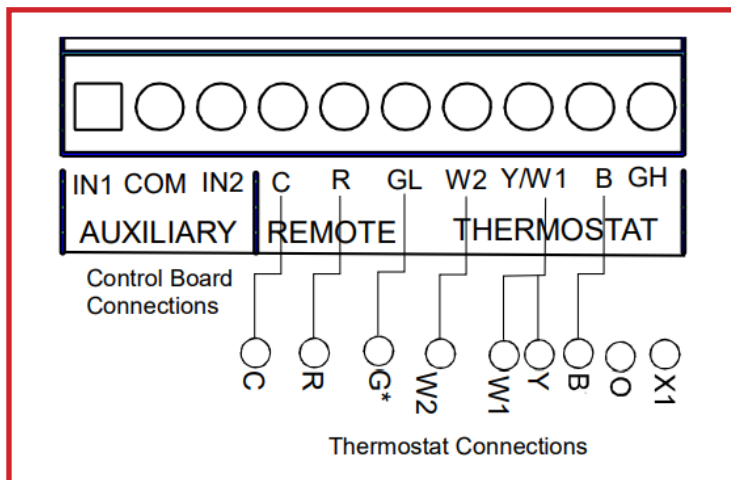 IN1 COM IN2 C R GL W2 Y/W1 B GH
AUXILIARY REMOTE THERMOSTAT
Control Board
Connections
C R G* W2 W1 Y B O X1
Thermostat Connections